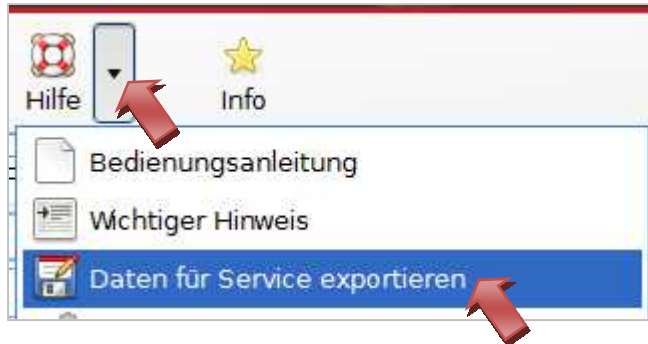 Hilfe
Info
Bedienungsanleitung
Wichtiger Hinweis
Daten für Service exportieren